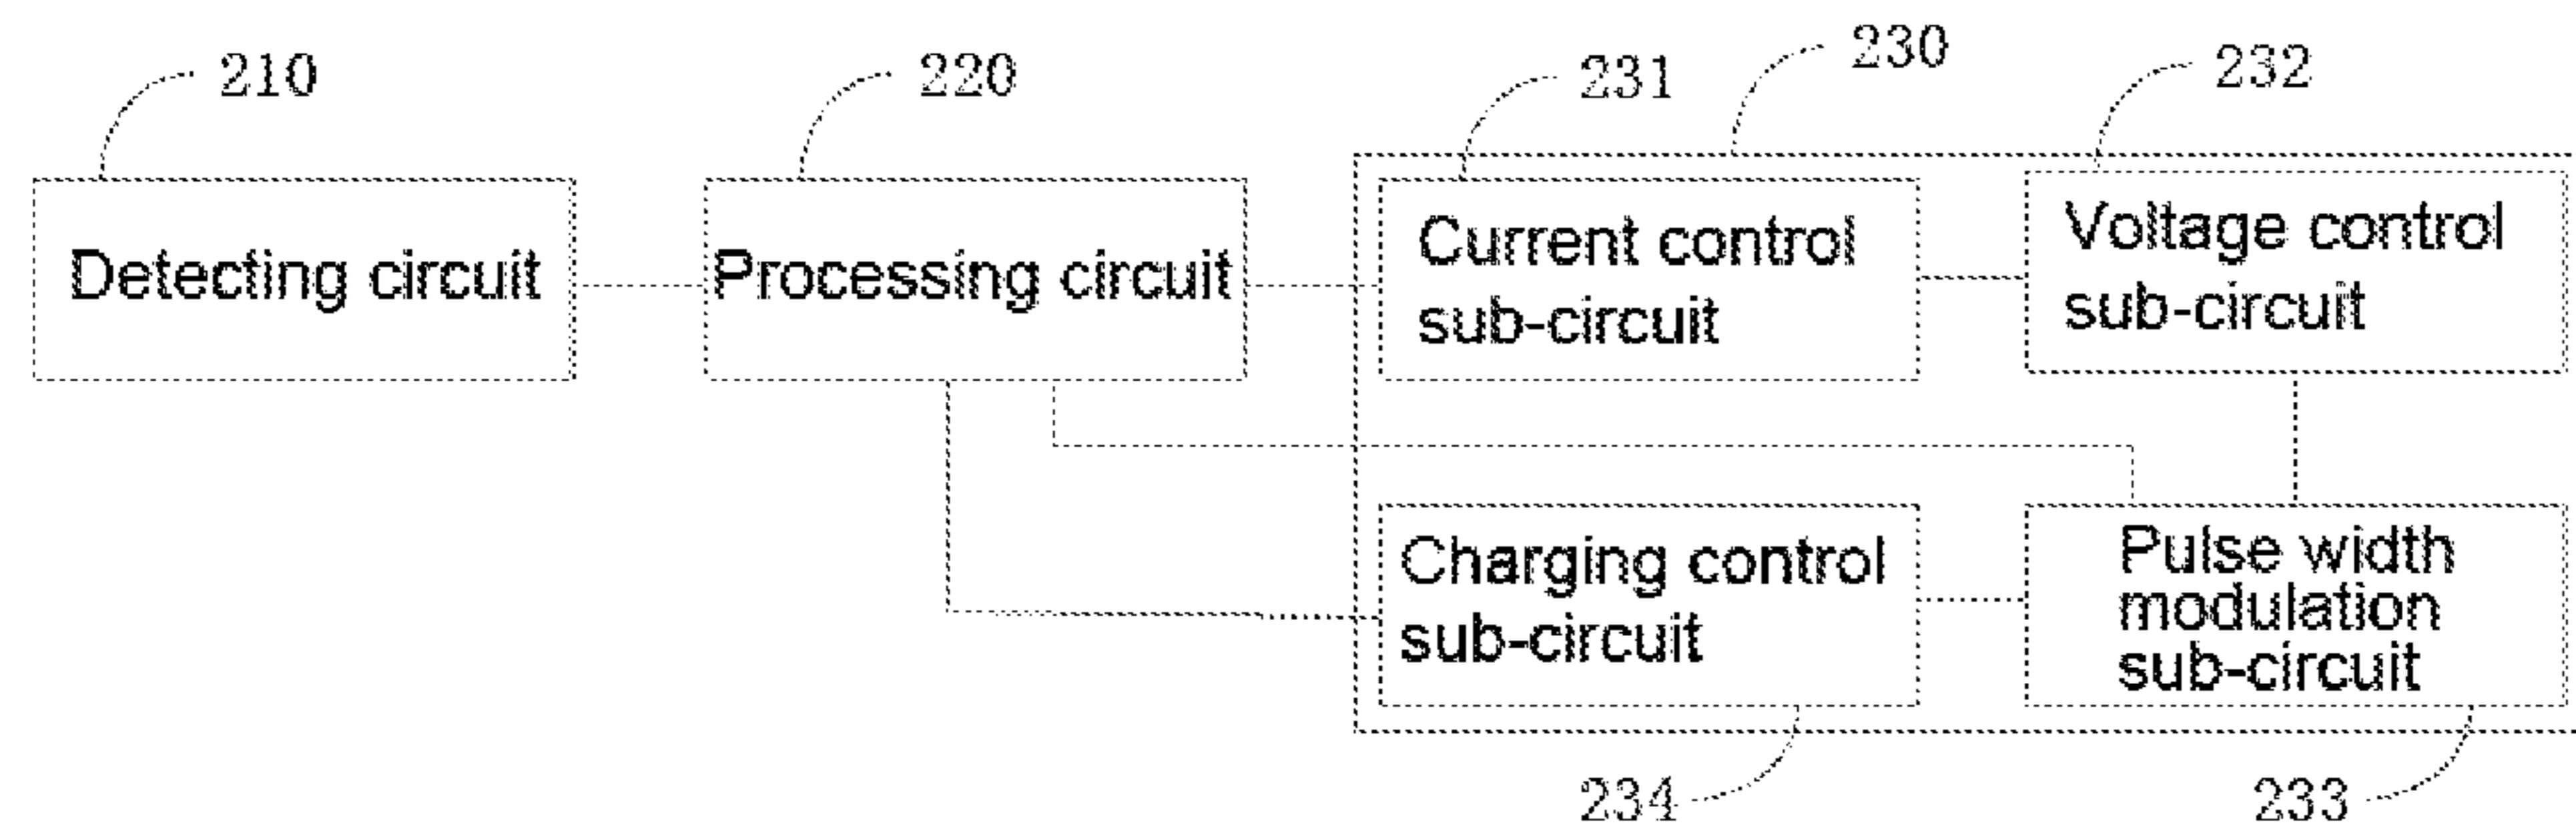 210
220
231
230
232
Detecting circuit
Processing circuit
Current control
sub-circuit
Voltage control
sub-circuit
Charging control
sub-circuit
Pulse width
modulation
sub-circuit
234
233